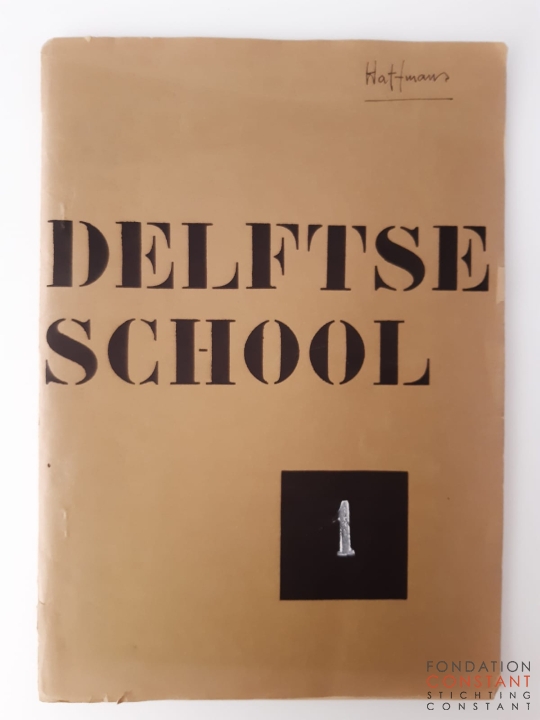 Haffmans
DELFTSE
SCHOOL
1
FONDATION
CONSTANT
STICHTING
CONSTANT